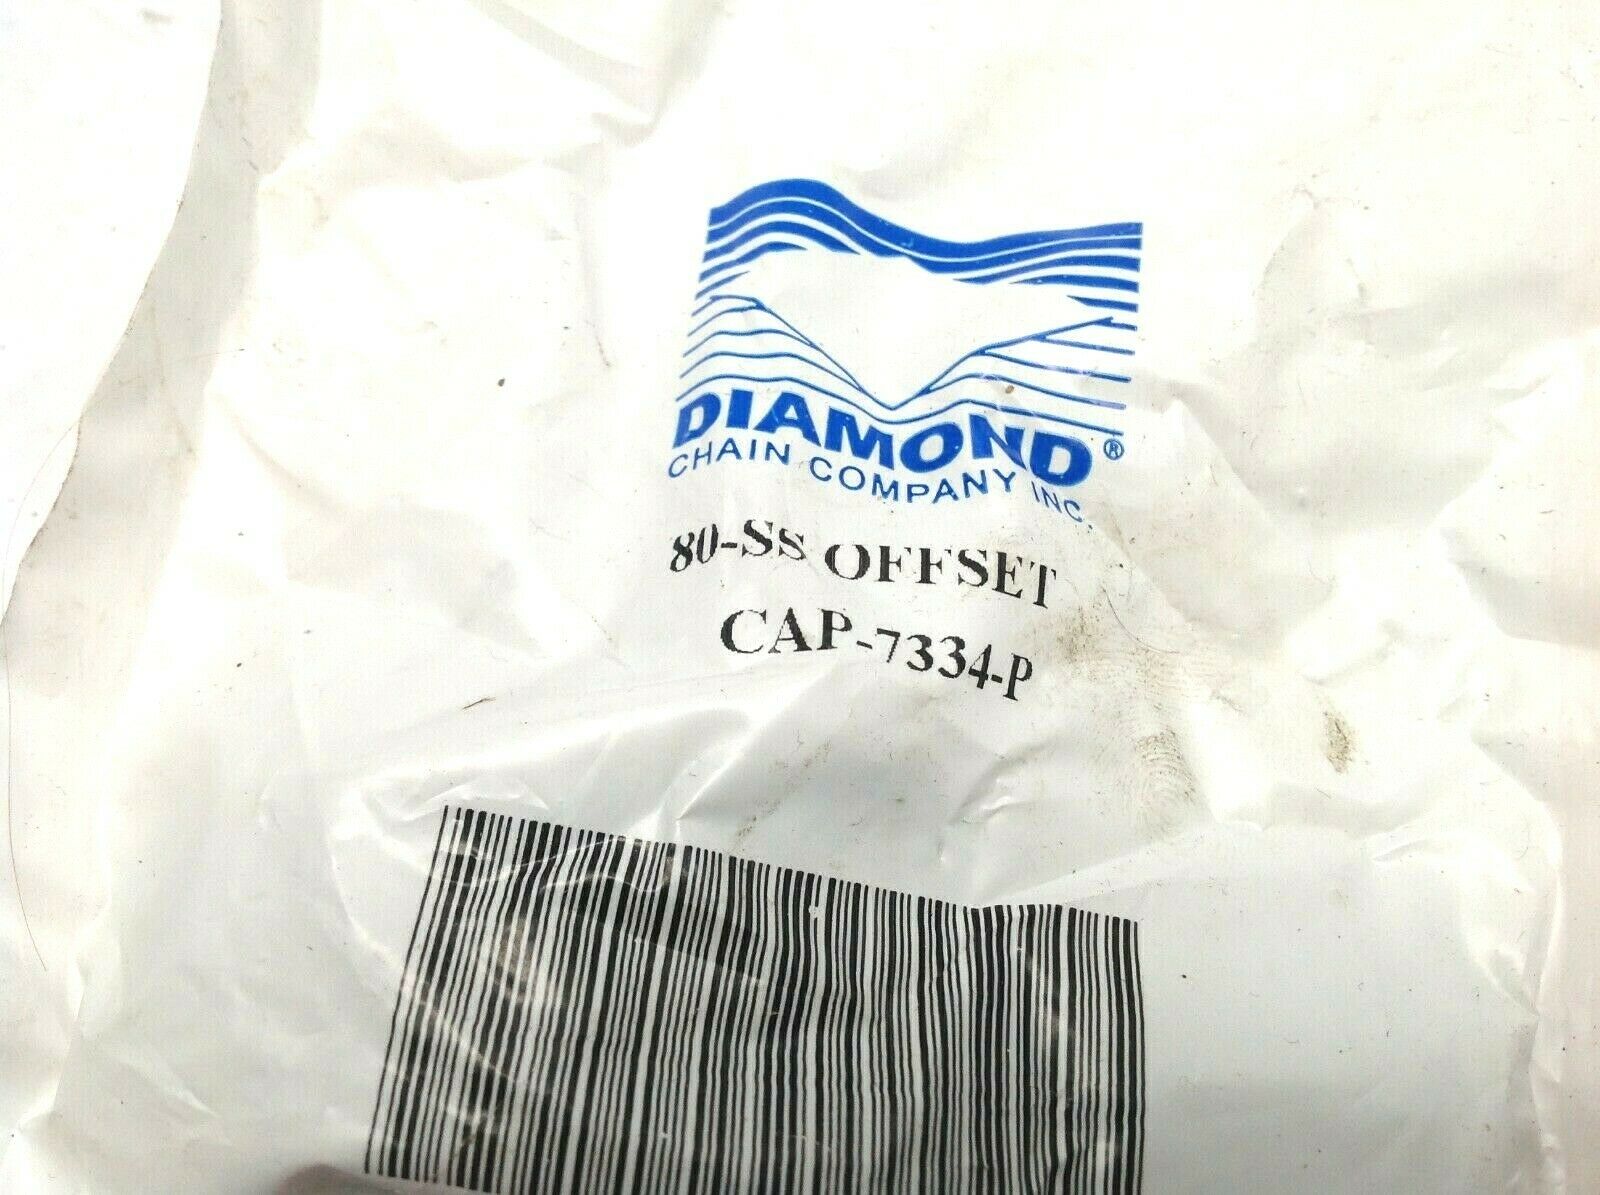 DIAMOND®
CHAIN COMPANY INC.
80-SS OFFSET
CAP-7334-P